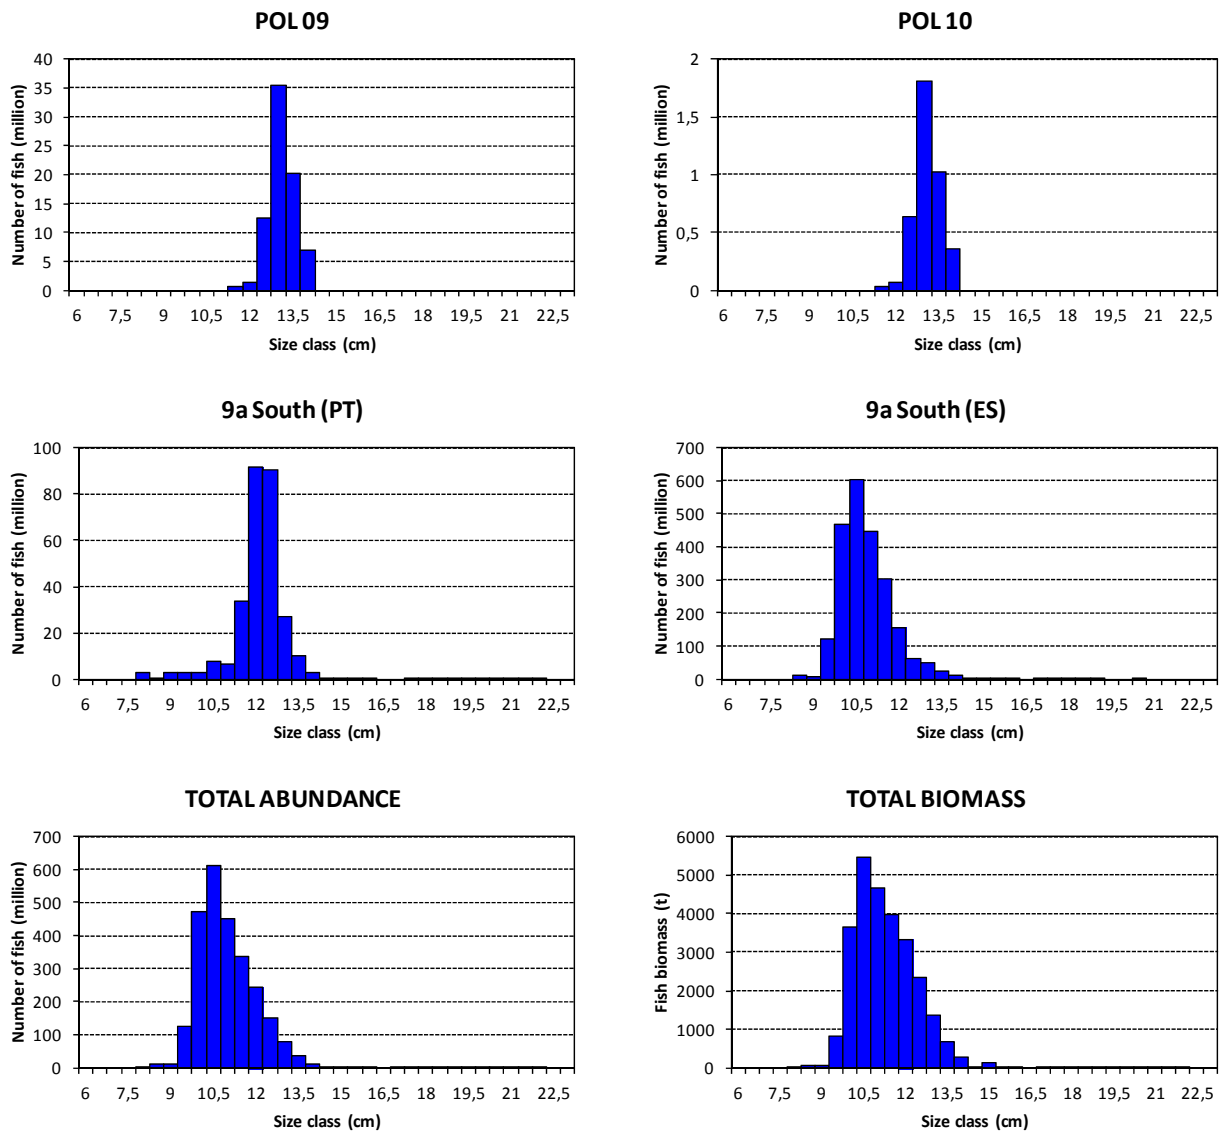 POL 09
Number of fish (million)
40
35
30
25
20
15
10
5
0
6 7,5 9 10,5 12 13,5 15 16,5 18 19,5 21 22,5
Size class (cm)
POL 10
Number of fish (million)
2
1,5
1
0,5
0
6 7,5 9 10,5 12 13,5 15 16,5 18 19,5 21 22,5
Size class (cm)
9a South (PT)
Number of fish (million)
100
80
60
40
20
0
6 7,5 9 10,5 12 13,5 15 16,5 18 19,5 21 22,5
Size class (cm)
9a South (ES)
Number of fish (million)
700
600
500
400
300
200
100
0
6 7,5 9 10,5 12 13,5 15 16,5 18 19,5 21 22,5
Size class (cm)
TOTAL ABUNDANCE
Number of fish (million)
700
600
500
400
300
200
100
0
6 7,5 9 10,5 12 13,5 15 16,5 18 19,5 21 22,5
Size class (cm)
TOTAL BIOMASS
Fish biomass (t)
6000
5000
4000
3000
2000
1000
0
6 7,5 9 10,5 12 13,5 15 16,5 18 19,5 21 22,5
Size class (cm)